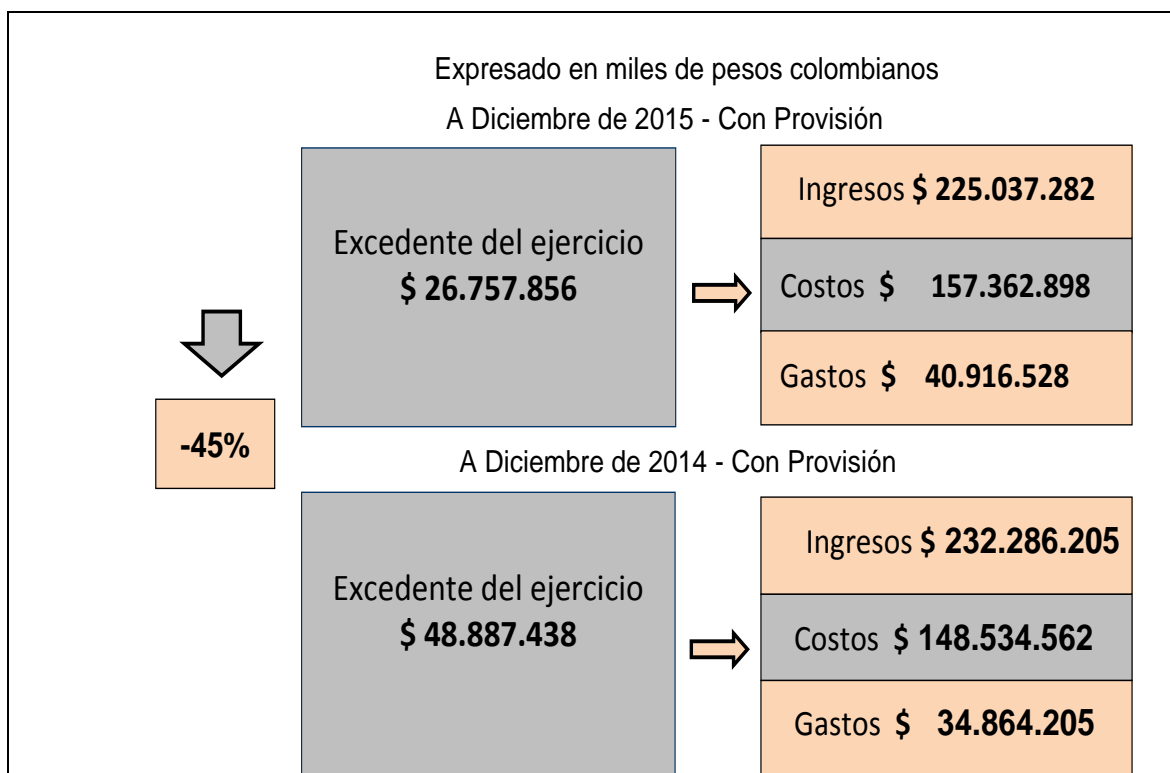 Expresado en miles de pesos colombianos
A Diciembre de 2015 - Con Provisión
Excedente del ejercicio
$ 26.757.856
Ingresos $ 225.037.282
Costos $ 157.362.898
Gastos $ 40.916.528
-45%
A Diciembre de 2014 - Con Provisión
Excedente del ejercicio
$ 48.887.438
Ingresos $ 232.286.205
Costos $ 148.534.562
Gastos $ 34.864.205